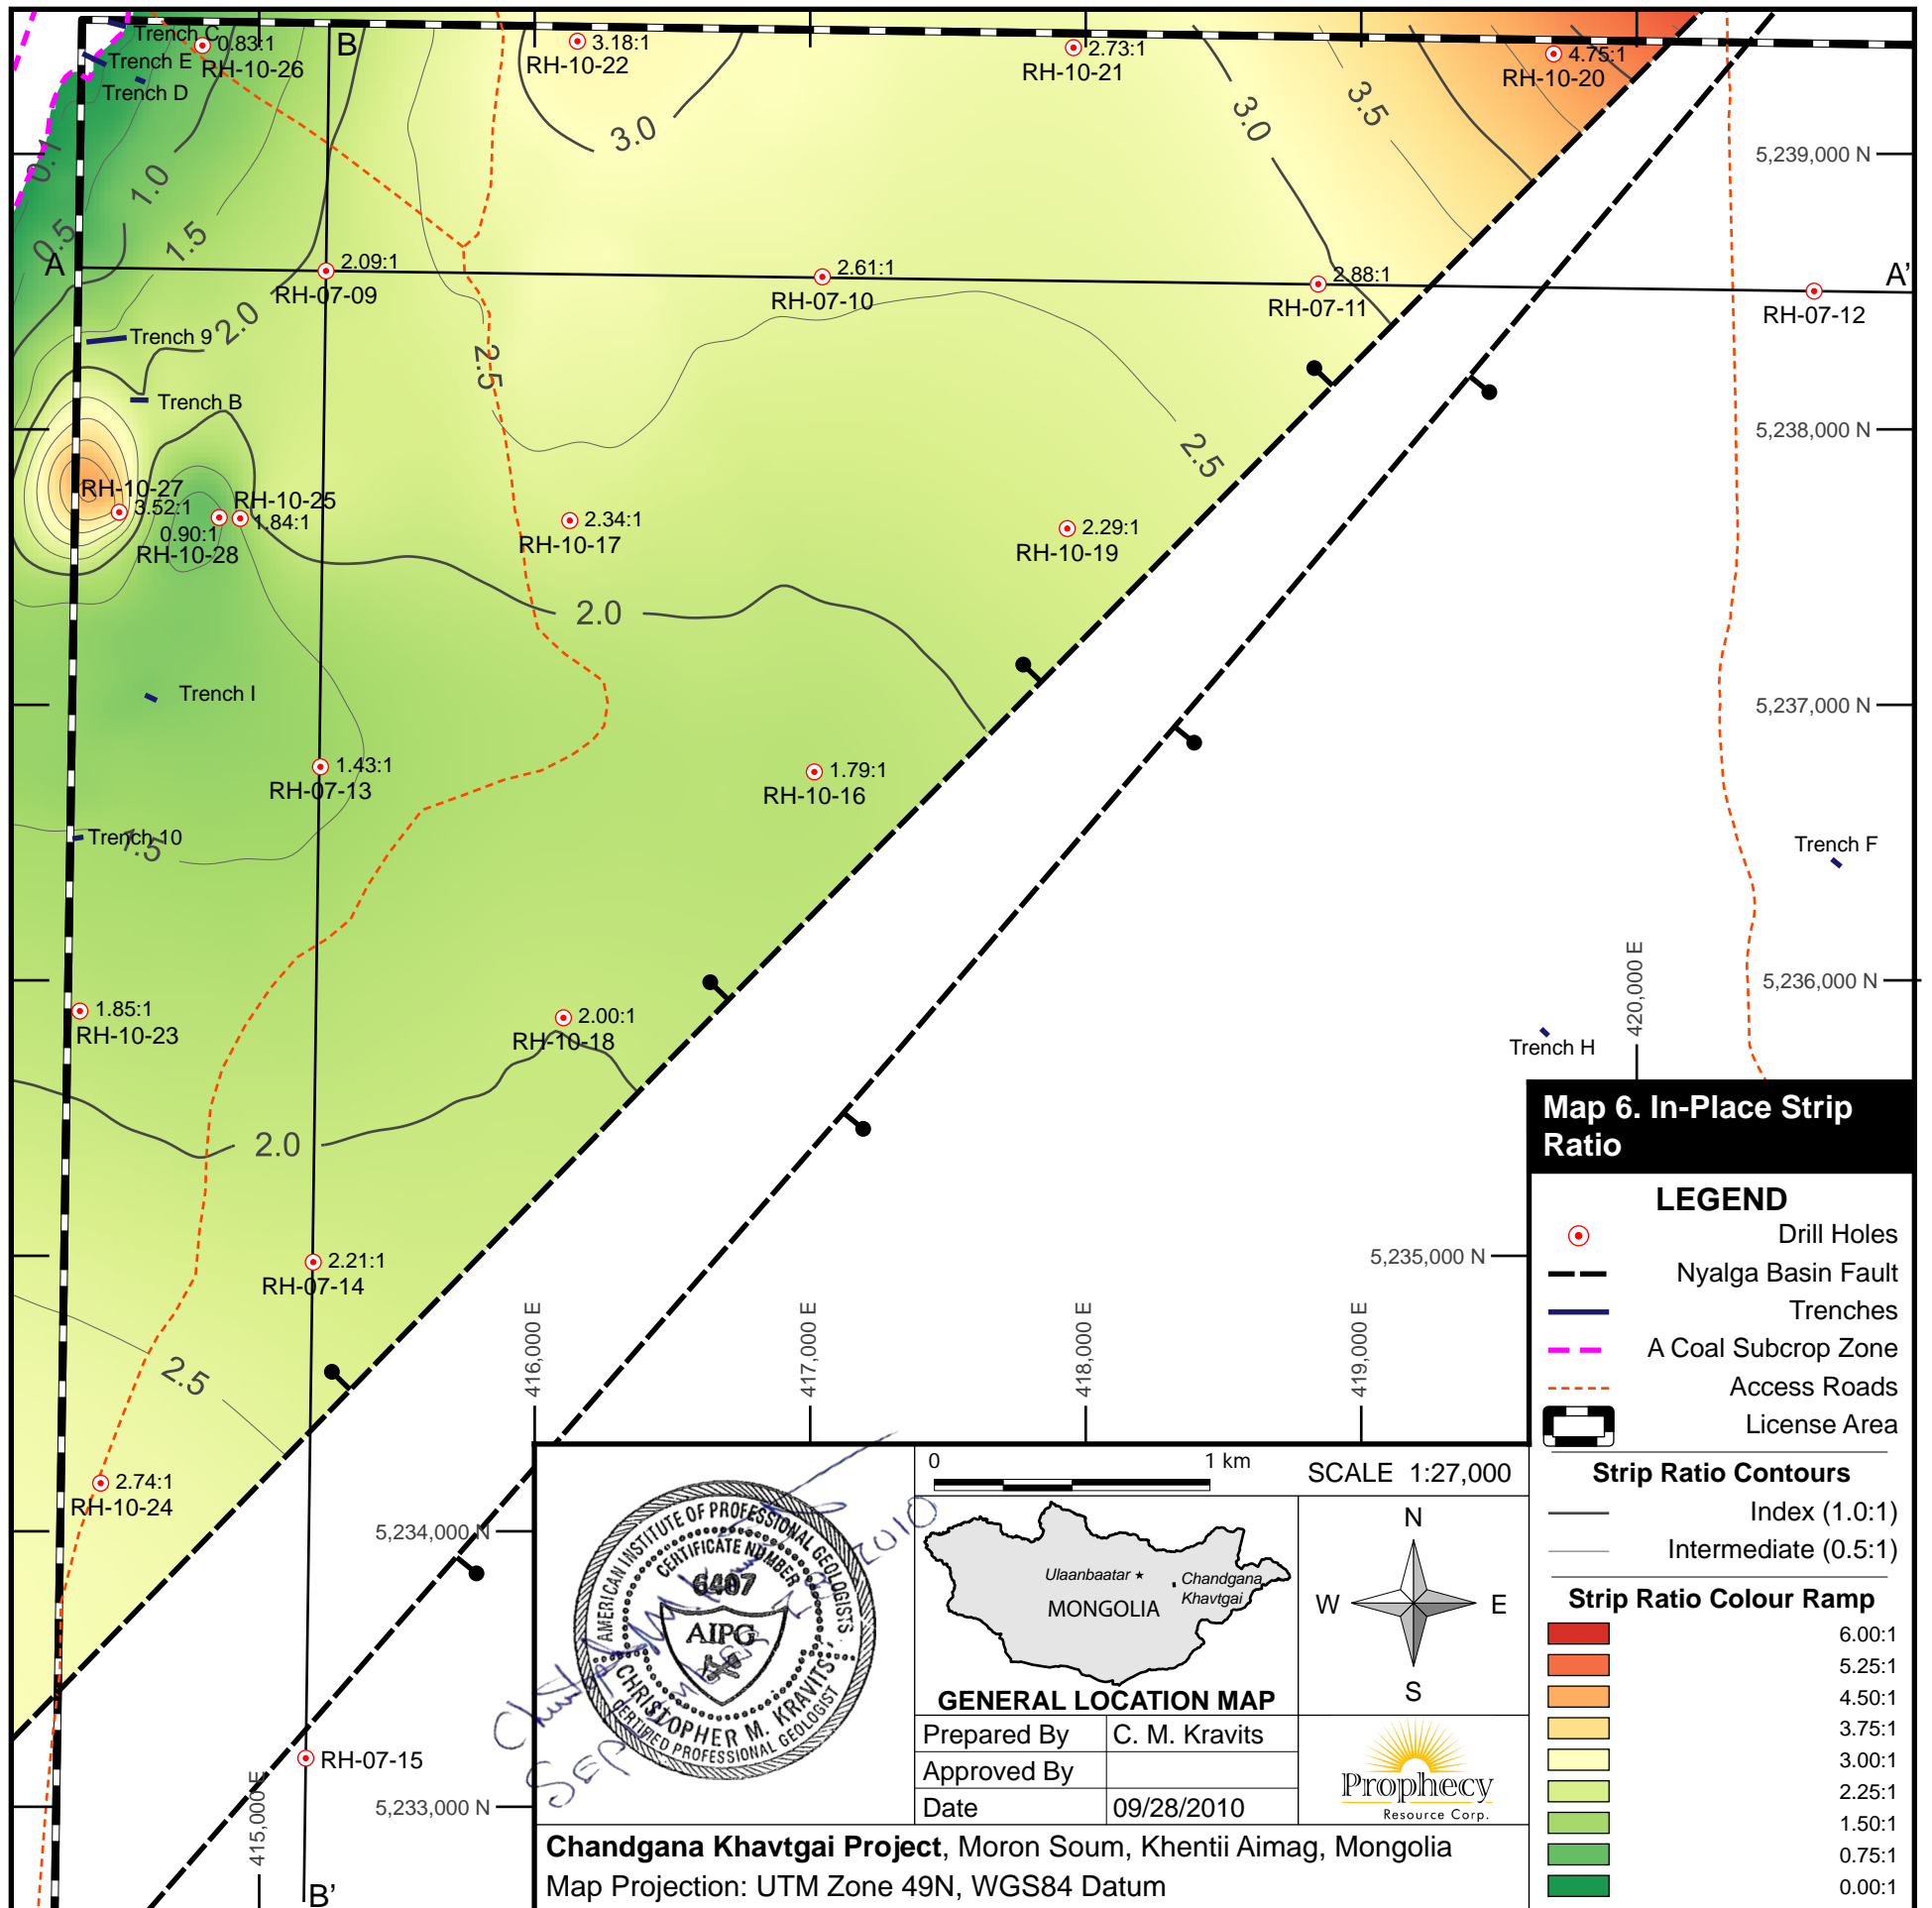 Trench C
0.83:1
RH-10-26
B
3.18:1
RH-10-22
2.73:1
RH-10-21
4.75:1
RH-10-20
Trench E
Trench D
3.0
3.0
3.5
0.1
1.0
1.5
0.5
5,239,000 N
A
2.09:1
RH-07-09
2.61:1
RH-07-10
2.88:1
RH-07-11
A'
RH-07-12
Trench 9
2.0
2.5
Trench B
2.5
5,238,000 N
RH-10-27
3.52:1
RH-10-25
1.84:1
0.90:1
RH-10-28
2.34:1
RH-10-17
2.29:1
RH-10-19
2.0
Trench I
5,237,000 N
1.43:1
RH-07-13
1.79:1
RH-10-16
Trench 10
1.5
Trench F
5,236,000 N
420,000 E
1.85:1
RH-10-23
2.00:1
RH-10-18
Trench H
2.0
2.21:1
RH-07-14
5,235,000 N
416,000 E
417,000 E
418,000 E
419,000 E
2.5
2.74:1
RH-10-24
5,234,000 N
RH-07-15
415,000E
5,233,000 N
B'
Map 6. In-Place Strip
Ratio
LEGEND
Drill Holes
Nyalga Basin Fault
Trenches
A Coal Subcrop Zone
Access Roads
License Area
Strip Ratio Contours
Index (1.0:1)
Intermediate (0.5:1)
Strip Ratio Colour Ramp
6.00:1
5.25:1
4.50:1
3.75:1
3.00:1
2.25:1
1.50:1
0.75:1
0.00:1
AMERICAN INSTITUTE OF PROFESSIONAL GEOLOGISTS
CERTIFICATE NUMBER
6407
AIPG
CHRISTOPHER M. KRAVITS
CERTIFIED PROFESSIONAL GEOLOGIST
2010
0 1 km
SCALE 1:27,000
Ulaanbaatar
Chandgana
Khavtgai
MONGOLIA
GENERAL LOCATION MAP
N
W E
S
Prepared By C. M. Kravits
Approved By
Date 09/28/2010
Prophecy
Resource Corp.
Chandgana Khavtgai Project, Moron Soum, Khentii Aimag, Mongolia
Map Projection: UTM Zone 49N, WGS84 Datum